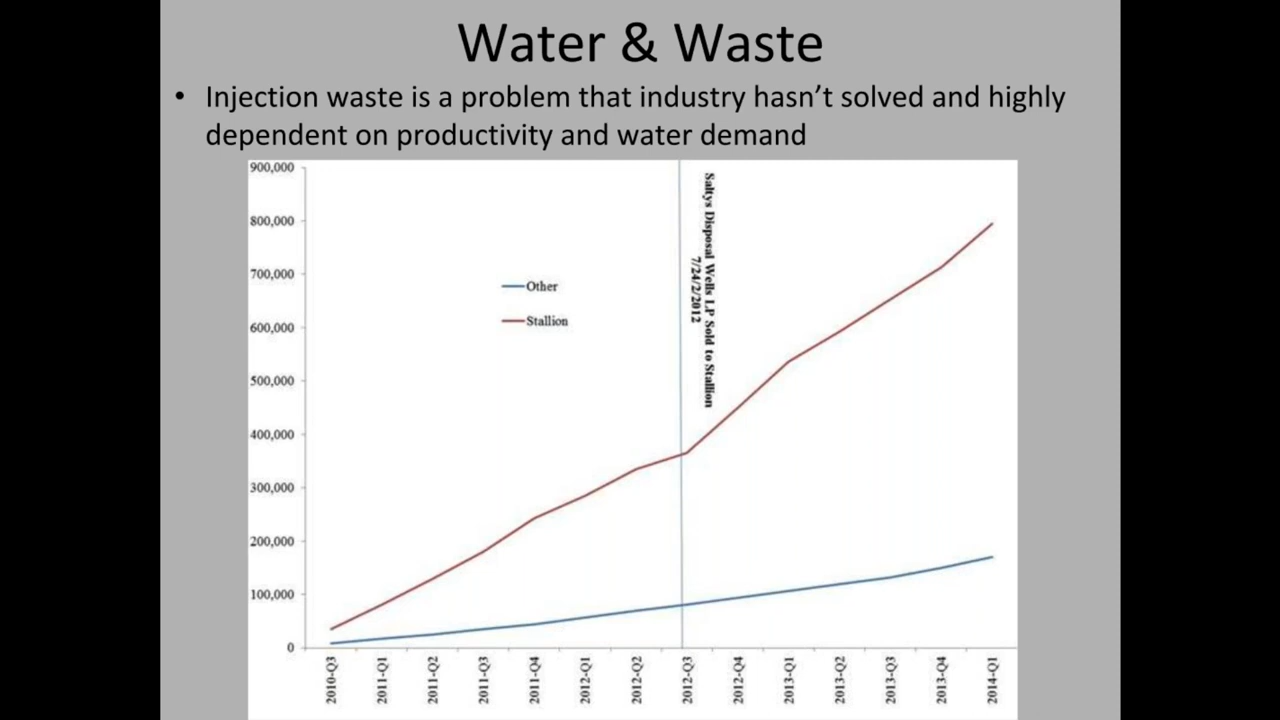 Water & Waste
• Injection waste is a problem that industry hasn’t solved and highly
dependent on productivity and water demand
900,000
800,000
700,000
600,000
500,000
400,000
300,000
200,000
100,000
0
Other
Stallion
Saltys Disposal Wells LP Sold to Stallion
7/24/2/2012
2010-Q3
2011-Q1
2011-Q2
2011-Q3
2011-Q4
2012-Q1
2012-Q2
2012-Q3
2012-Q4
2013-Q1
2013-Q2
2013-Q3
2013-Q4
2014-Q1